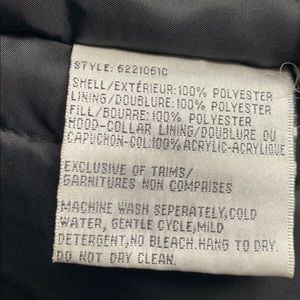 STYLE: 6221051C
SHELL/EXTÉRIEUR:100% POLYESTER
LINING/DOUBLURE:100% POLYESTER
FILL/BOURRE:100% POLYESTER
HOOD-COLLAR LINING/DOUBLURE OU
CAPUCHON-COL:100% ACRYLIC-ACRYLIQUE
EXCLUSIVE OF TRIMS/
GARNITURES NON COMPRISES
MACHINE WASH SEPERATELY,COLD
WATER, GENTLE CYCLE,MILD
DETERGENT,NO BLEACH.HANG TO DRY.
DO NOT DRY CLEAN.